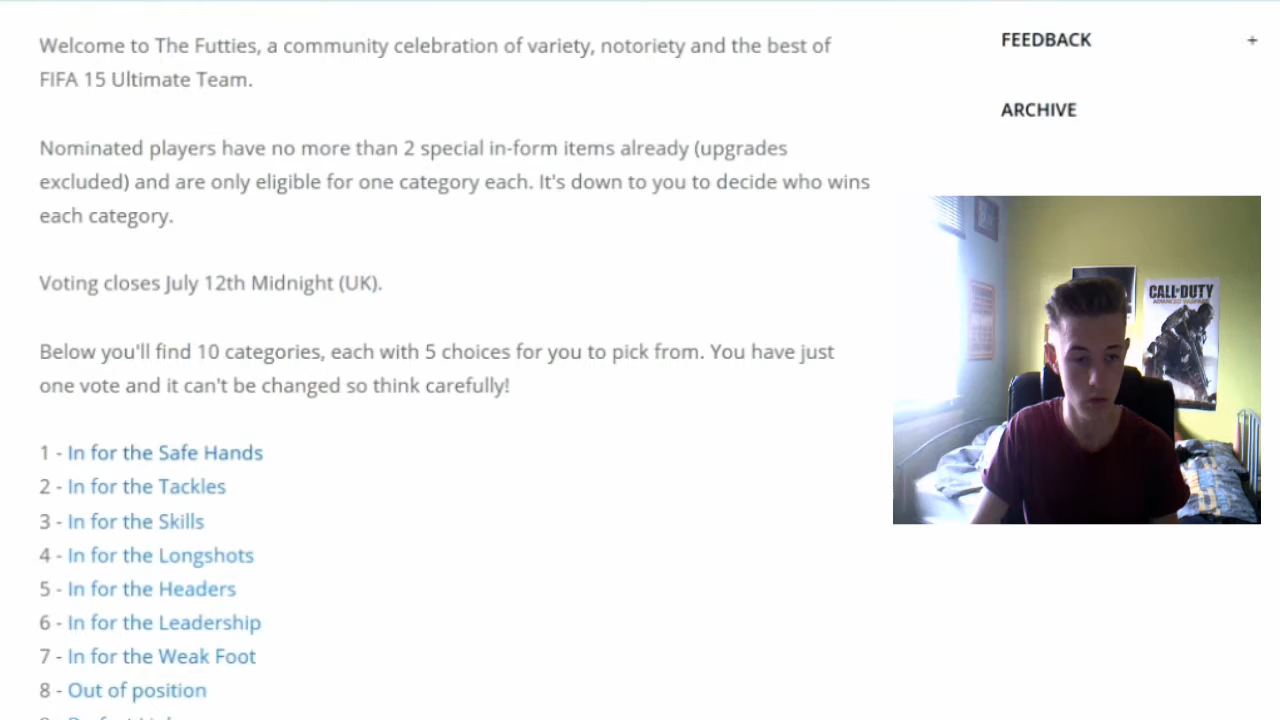 Welcome to The Futties, a community celebration of variety, notoriety and the best of
FIFA 15 Ultimate Team.
Nominated players have no more than 2 special in-form items already (upgrades
excluded) and are only eligible for one category each. It's down to you to decide who wins
each category.
Voting closes July 12th Midnight (UK).
Below you'll find 10 categories, each with 5 choices for you to pick from. You have just
one vote and it can't be changed so think carefully!
1 - In for the Safe Hands
2 - In for the Tackles
3 - In for the Skills
4 - In for the Longshots
5 - In for the Headers
6 - In for the Leadership
7 - In for the Weak Foot
8 - Out of position
FEEDBACK +
ARCHIVE
CALL OF DUTY
ADVANCED WARFARE